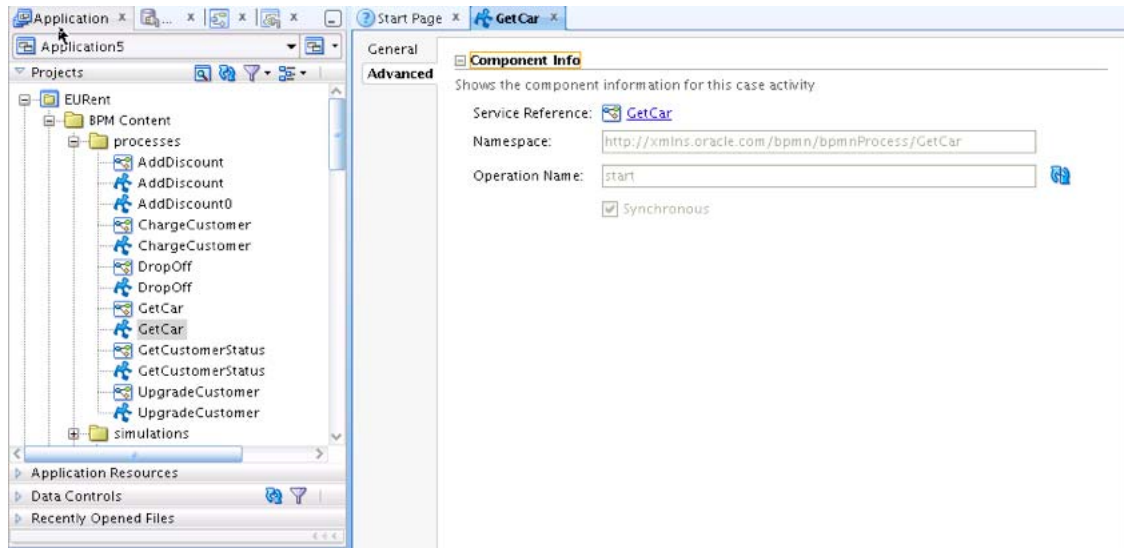 Application
...
Start Page
GetCar
Application5
Projects
EURent
BPM Content
processes
AddDiscount
AddDiscount
AddDiscount0
ChargeCustomer
ChargeCustomer
DropOff
DropOff
GetCar
GetCar
GetCustomerStatus
GetCustomerStatus
UpgradeCustomer
UpgradeCustomer
simulations
Application Resources
Data Controls
Recently Opened Files
General
Advanced
Component Info
Shows the component information for this case activity
Service Reference: GetCar
Namespace: http://xmlns.oracle.com/bpmn/bpmnProcess/GetCar
Operation Name: start
Synchronous